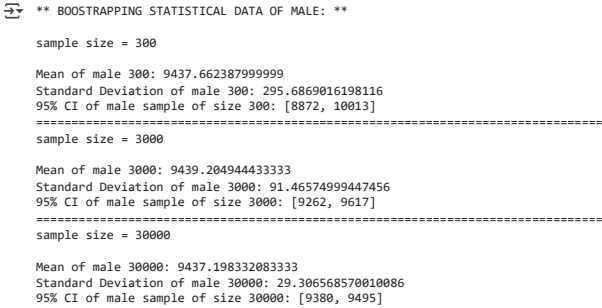 ** BOOSTRAPPING STATISTICAL DATA OF MALE: **
sample size = 300
Mean of male 300: 9437.662387999999
Standard Deviation of male 300: 295.6869016198116
95% CI of male sample of size 300: [8872, 10013]
================================================================================
sample size = 3000
Mean of male 3000: 9439.204944433333
Standard Deviation of male 3000: 91.46574999447456
95% CI of male sample of size 3000: [9262, 9617]
================================================================================
sample size = 30000
Mean of male 30000: 9437.198332083333
Standard Deviation of male 30000: 29.306568570010086
95% CI of male sample of size 30000: [9380, 9495]